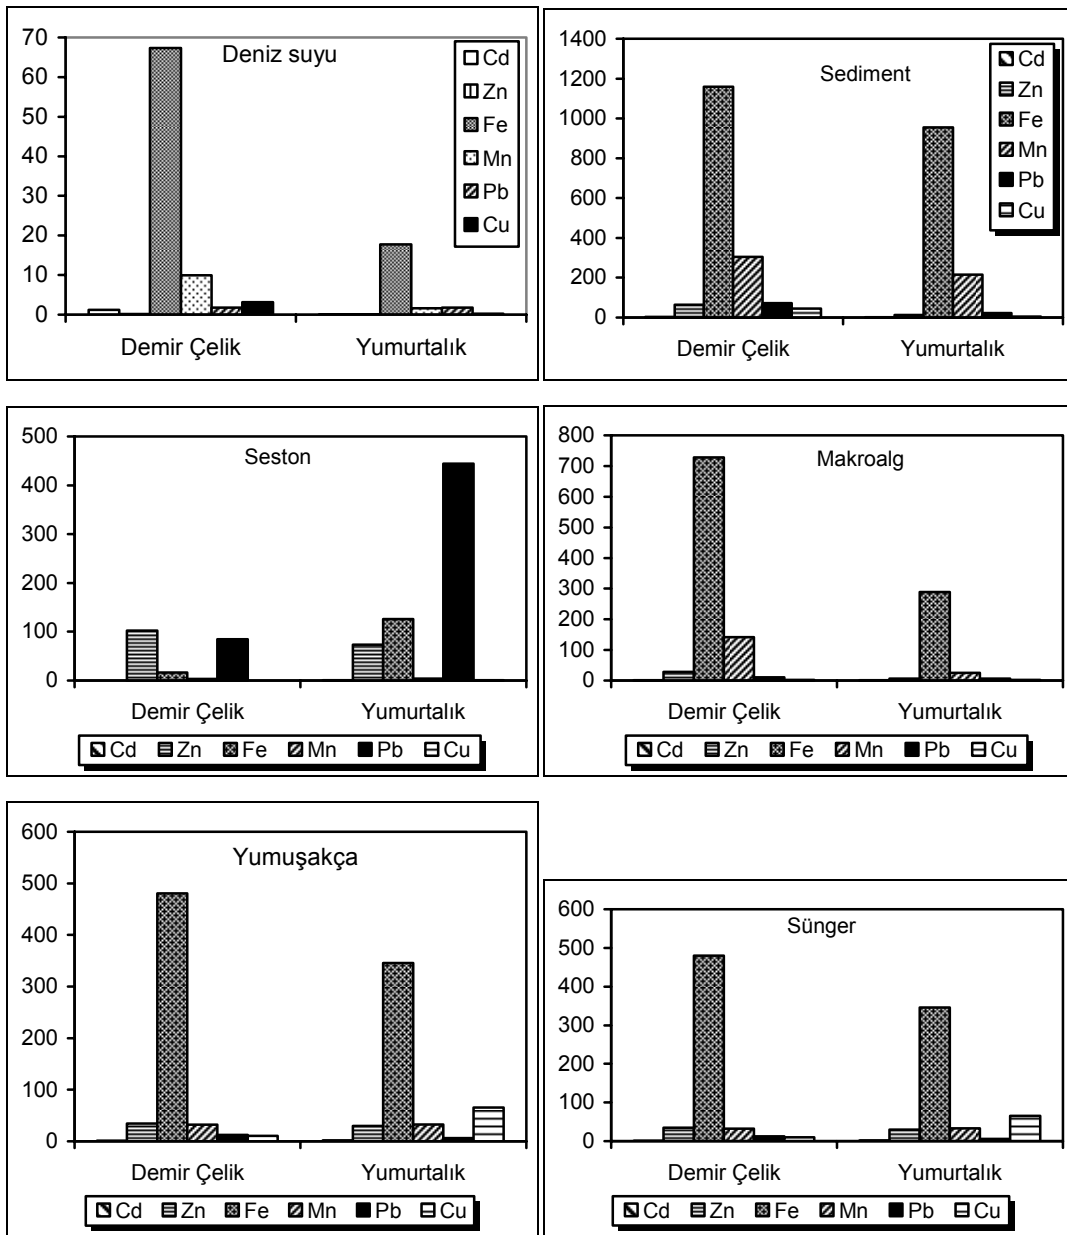 Deniz suyu
70
60
50
40
30
20
10
0
Cd
Zn
Fe
Mn
Pb
Cu
Demir Çelik Yumurtalık
Sediment
1400
1200
1000
800
600
400
200
0
Cd
Zn
Fe
Mn
Pb
Cu
Demir Çelik Yumurtalık
Seston
500
400
300
200
100
0
Demir Çelik Yumurtalık
Cd Zn Fe Mn Pb Cu
Makroalg
800
700
600
500
400
300
200
100
0
Demir Çelik Yumurtalık
Cd Zn Fe Mn Pb Cu
Yumuşakça
600
500
400
300
200
100
0
Demir Çelik Yumurtalık
Cd Zn Fe Mn Pb Cu
Sünger
600
500
400
300
200
100
0
Demir Çelik Yumurtalık
Cd Zn Fe Mn Pb Cu